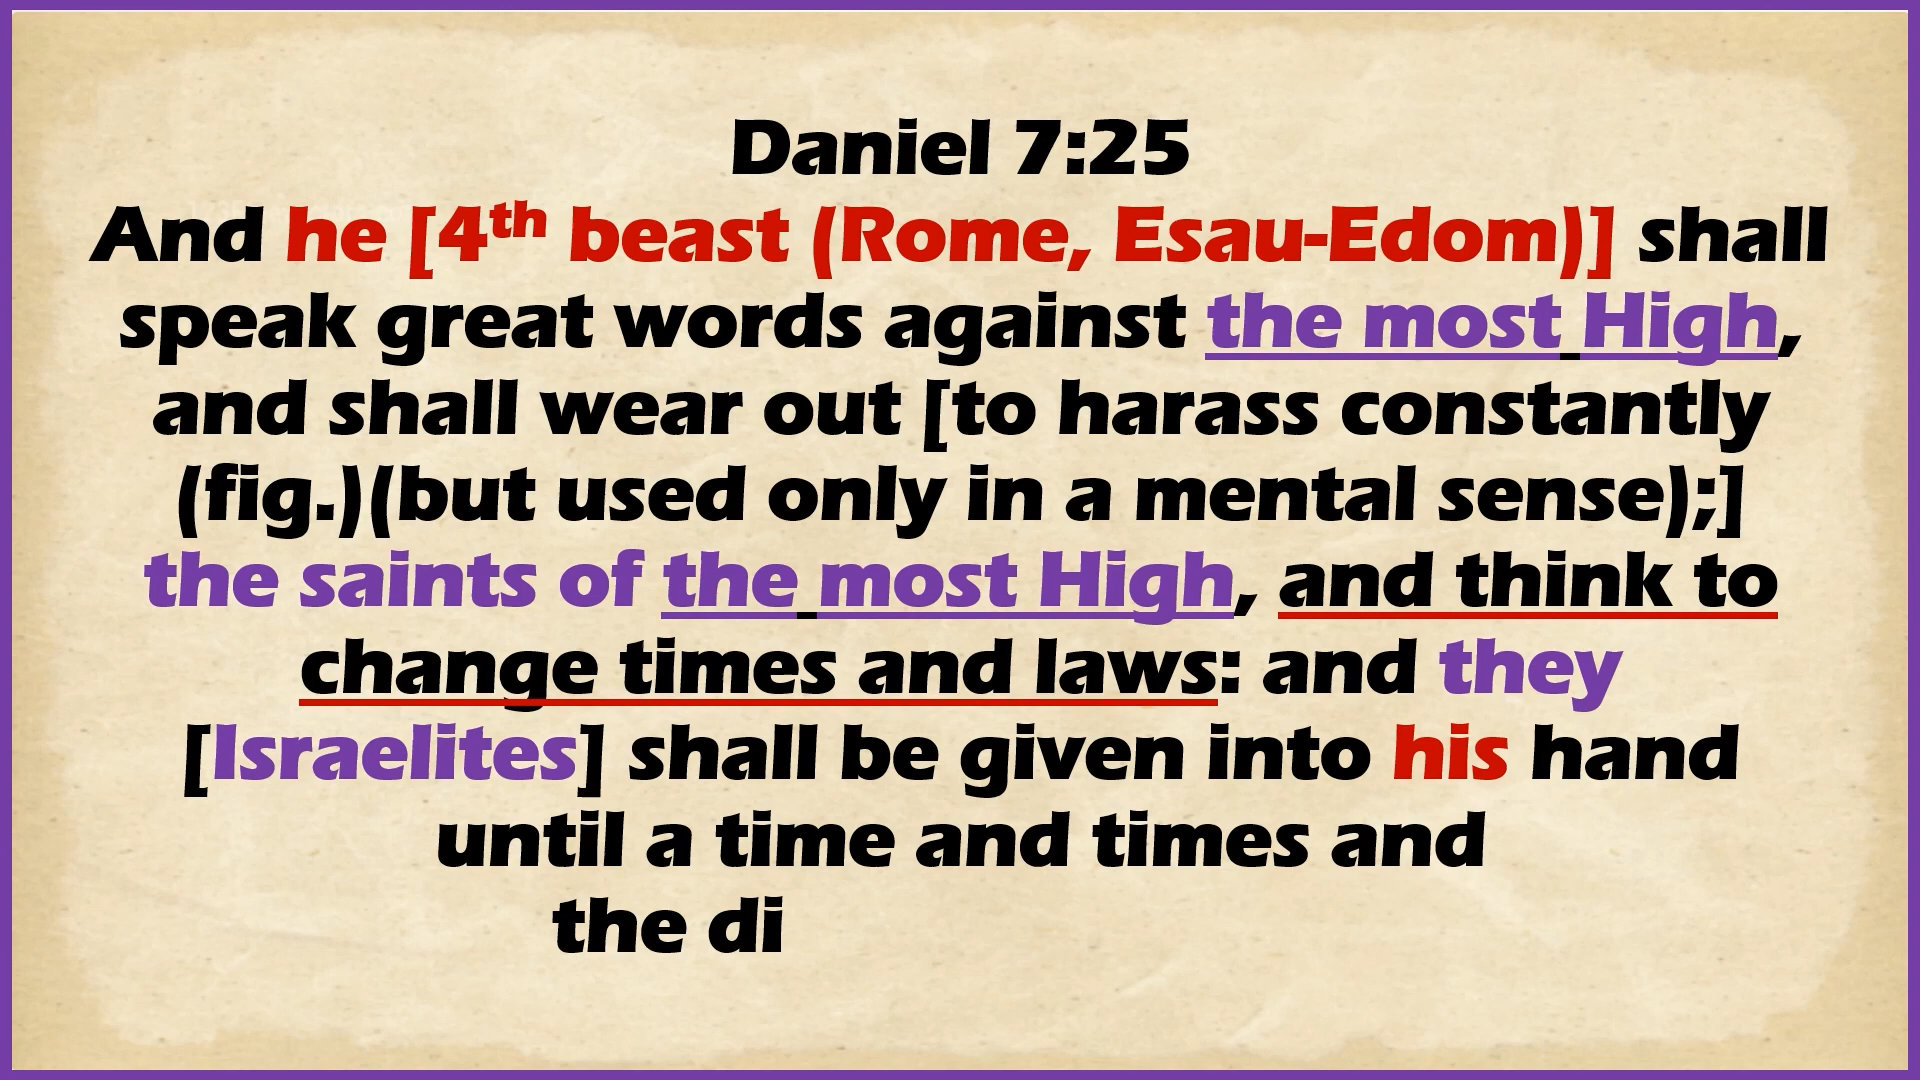 Daniel 7:25
And he [4th beast (Rome, Esau-Edom)] shall
speak great words against the most High,
and shall wear out [to harass constantly
(fig.)(but used only in a mental sense);]
the saints of the most High, and think to
change times and laws: and they
[Israelites] shall be given into his hand
until a time and times and
the di